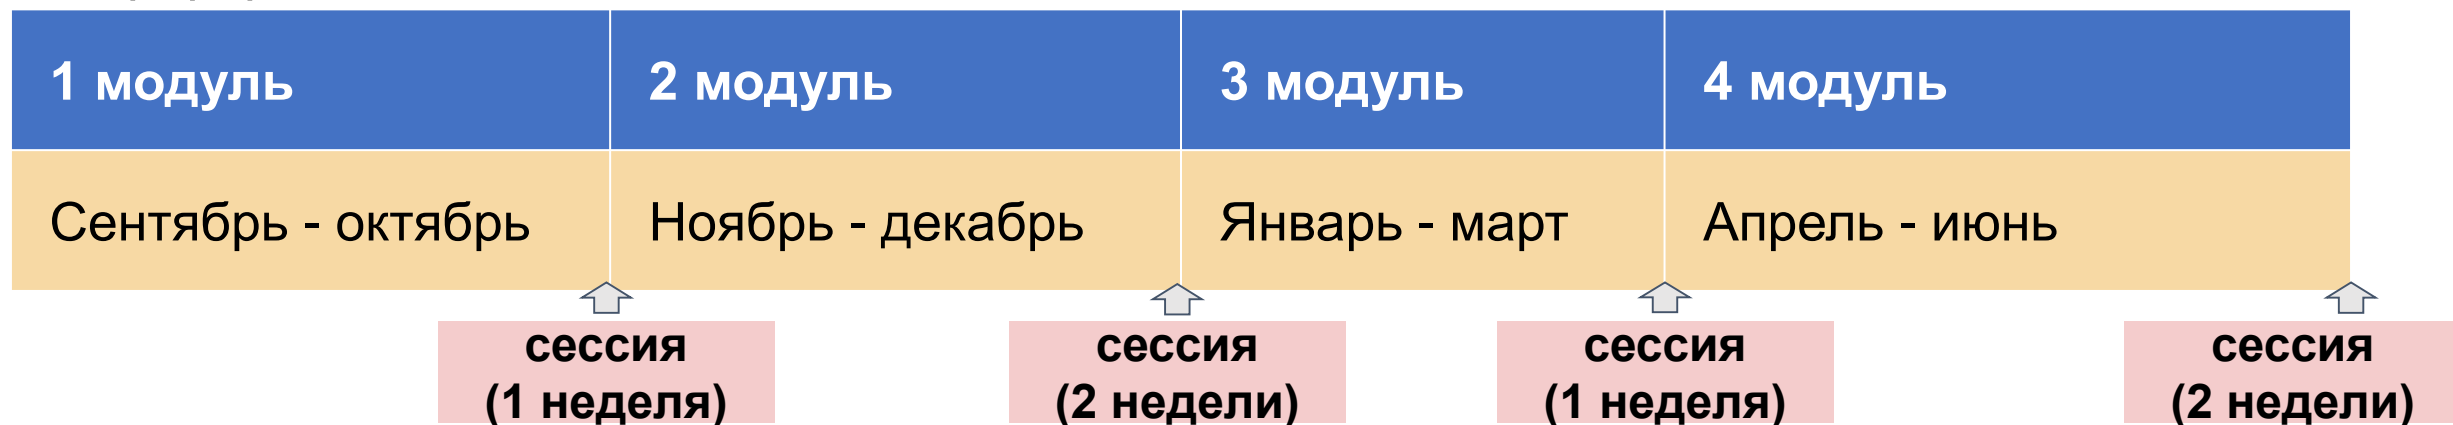 1 модуль
2 модуль
3 модуль
4 модуль
Сентябрь - октябрь
Ноябрь - декабрь
Январь - март
Апрель - июнь
сессия
(1 неделя)
сессия
(2 недели)
сессия
(1 неделя)
сессия
(2 недели)